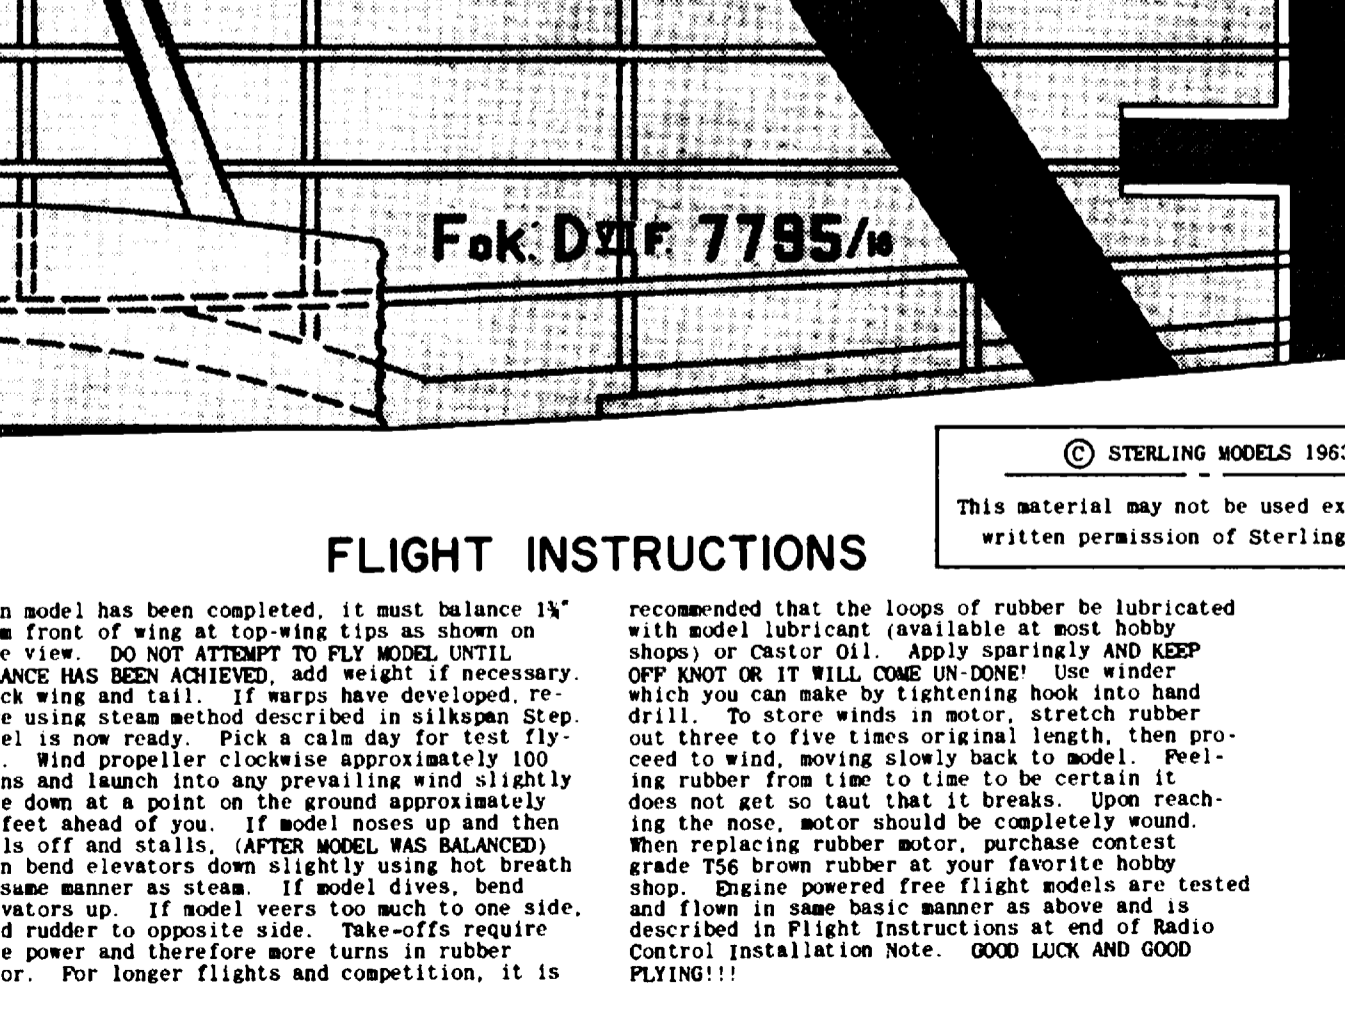 Fok. DVII F. 7795/18
© STERLING MODELS 196
This material may not be used ex
written permission of Sterling
FLIGHT INSTRUCTIONS
n model has been completed, it must balance 1¾"
m front of wing at top-wing tips as shown on
e view. DO NOT ATTEMPT TO FLY MODEL UNTIL
ANCE HAS BEEN ACHIEVED, add weight if necessary.
ck wing and tail. If warps have developed, re-
e using steam method described in silkspan Step.
el is now ready. Pick a calm day for test fly-
. Wind propeller clockwise approximately 100
ns and launch into any prevailing wind slightly
e down at a point on the ground approximately
feet ahead of you. If model noses up and then
ls off and stalls, (AFTER MODEL WAS BALANCED)
n bend elevators down slightly using hot breath
same manner as steam. If model dives, bend
vators up. If model veers too much to one side,
d rudder to opposite side. Take-offs require
e power and therefore more turns in rubber
or. For longer flights and competition, it is
recommended that the loops of rubber be lubricated
with model lubricant (available at most hobby
shops) or Castor Oil. Apply sparingly AND KEEP
OFF KNOT OR IT WILL COME UN-DONE! Use winder
which you can make by tightening hook into hand
drill. To store winds in motor, stretch rubber
out three to five times original length, then pro-
ceed to wind, moving slowly back to model. Feel-
ing rubber from time to time to be certain it
does not get so taut that it breaks. Upon reach-
ing the nose, motor should be completely wound.
When replacing rubber motor, purchase contest
grade T56 brown rubber at your favorite hobby
shop. Engine powered free flight models are tested
and flown in same basic manner as above and is
described in Flight Instructions at end of Radio
Control Installation Note. GOOD LUCK AND GOOD
FLYING!!!